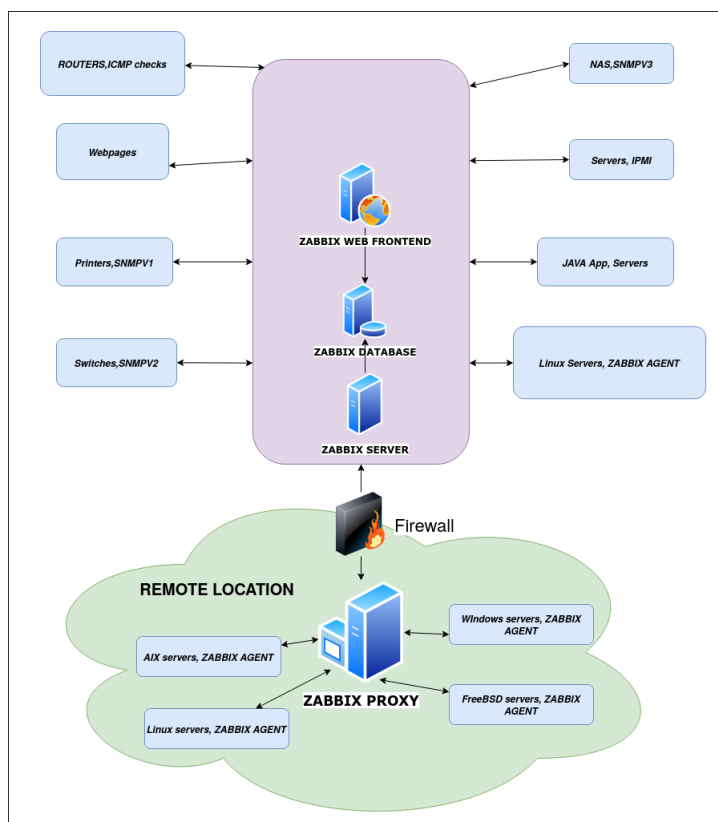 ROUTERS,ICMP checks
NAS,SNMPV3
Webpages
Servers, IPMI
ZABBIX WEB FRONTEND
Printers,SNMPV1
JAVA App, Servers
ZABBIX DATABASE
Switches,SNMPV2
Linux Servers, ZABBIX AGENT
ZABBIX SERVER
Firewall
REMOTE LOCATION
WIndows servers, ZABBIX
AGENT
AIX servers, ZABBIX AGENT
ZABBIX PROXY
FreeBSD servers, ZABBIX
AGENT
Linux servers, ZABBIX AGENT